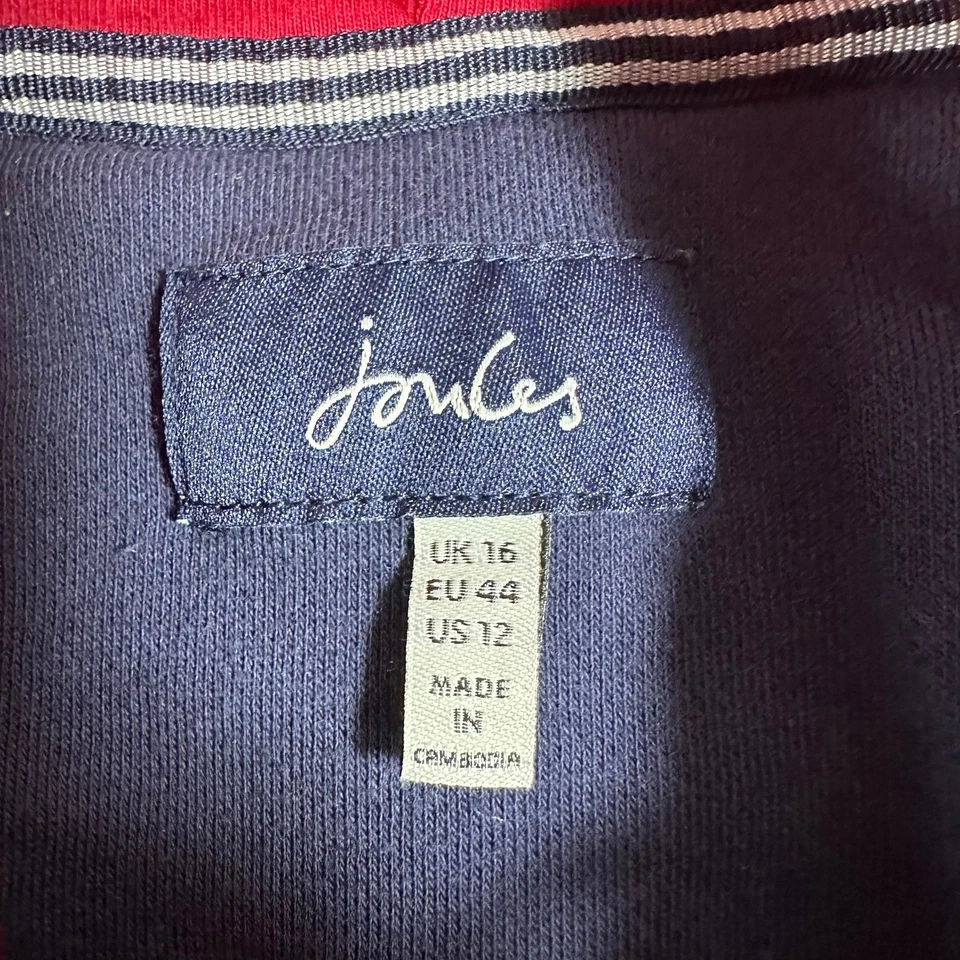 joules
UK 16
EU 44
US 12
MADE
IN
CAMBODIA